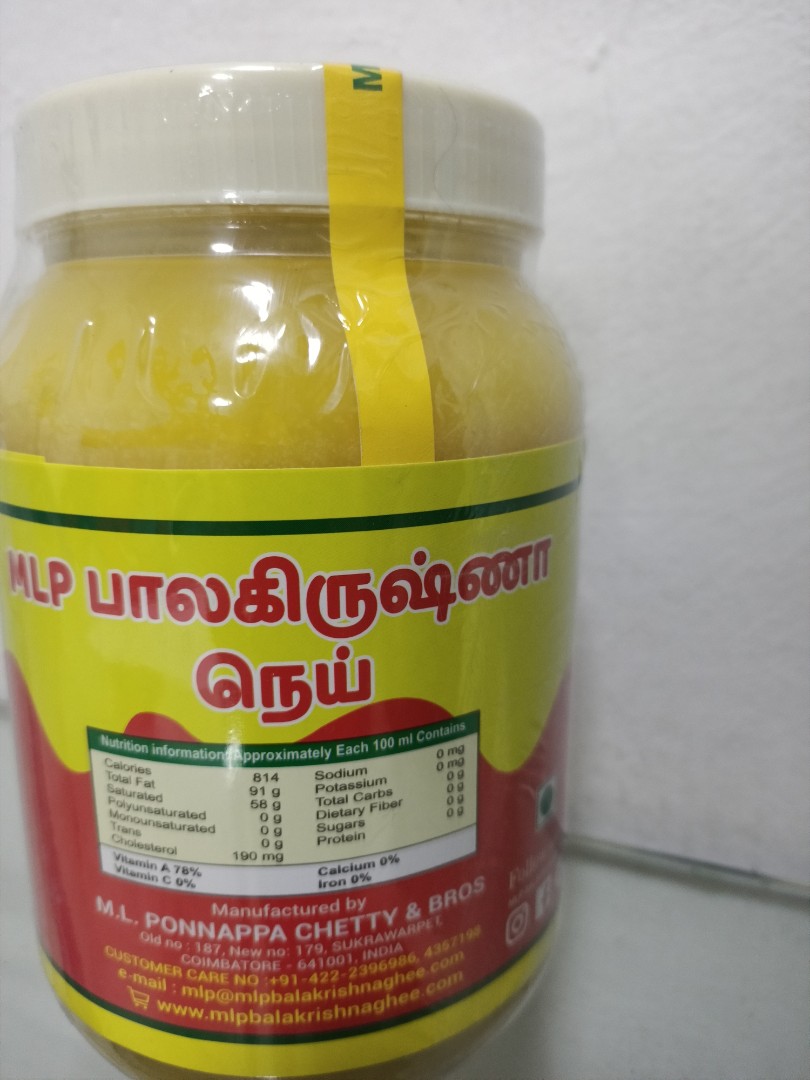 M
MLP பாலகிருஷ்ணா
நெய்
Nutrition information Approximately Each 100 ml Contains
Calories 814
Total Fat 91 g
Saturated 58 g
Polyunsaturated 0 g
Monounsaturated 0 g
Trans 0 g
Cholesterol 190 mg
Sodium 0 mg
Potassium 0 mg
Total Carbs 0 g
Dietary Fiber 0 g
Sugars 0 g
Protein 0 g
Vitamin A 78%
Vitamin C 0%
Calcium 0%
Iron 0%
Manufactured by
M.L. PONNAPPA CHETTY & BROS
Old no : 187, New no: 179, SUKRAWARPET,
COIMBATORE - 641001, INDIA
CUSTOMER CARE NO :+91-422-2396986, 4357198
e-mail : mlp@mlpbalakrishnaghee.com
www.mlpbalakrishnaghee.com